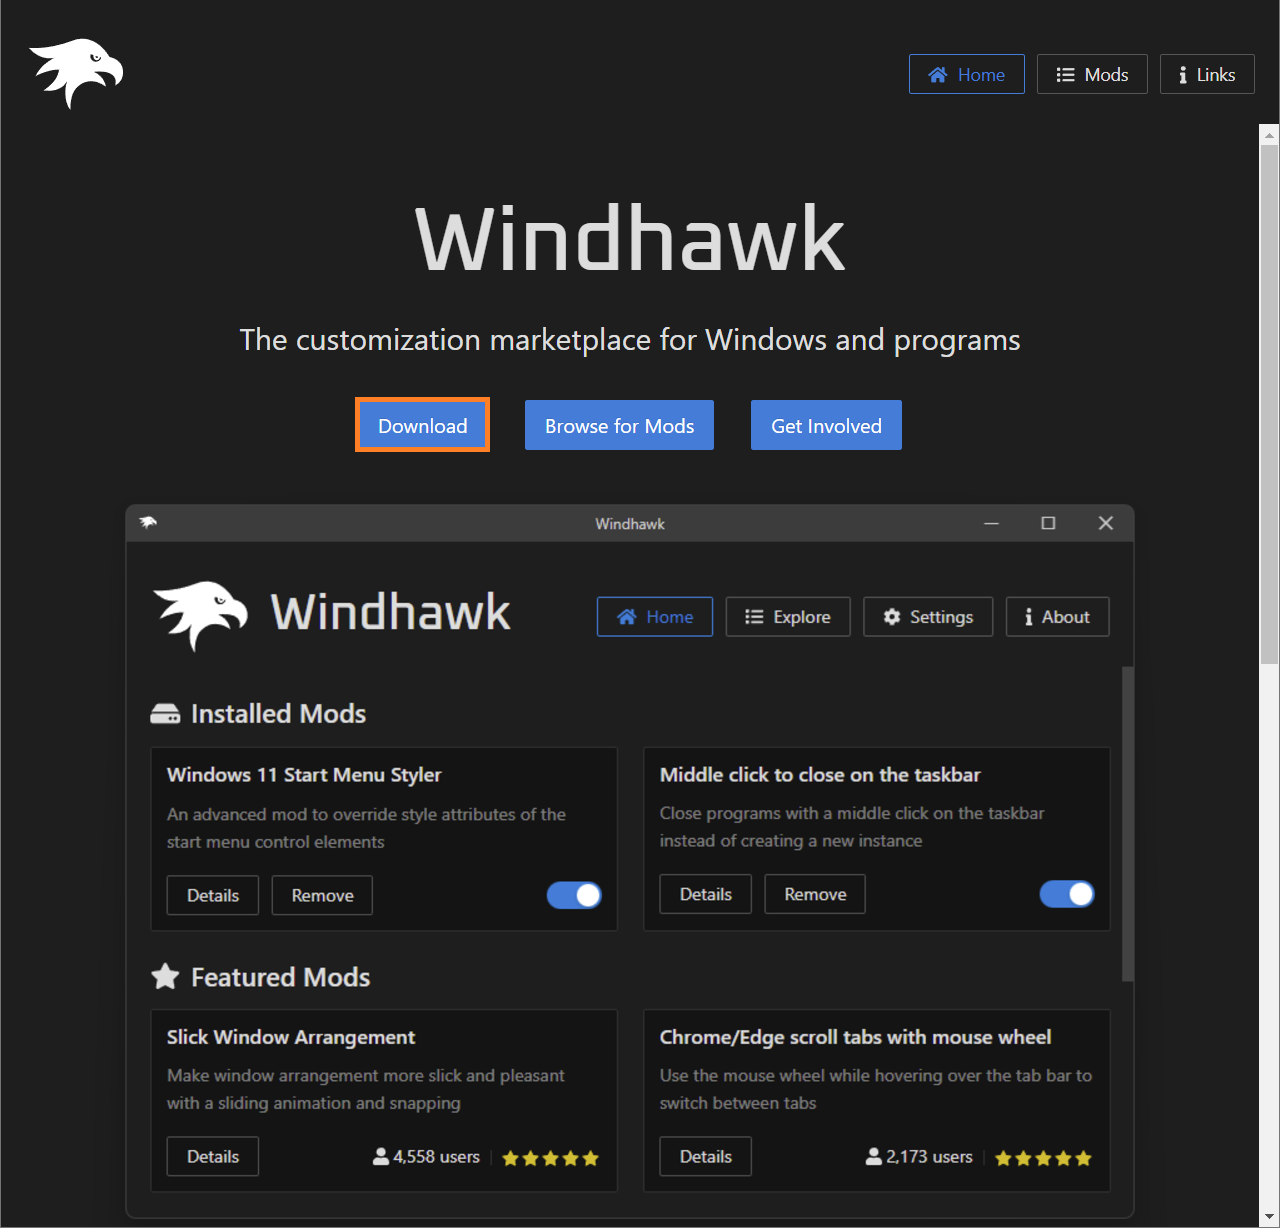 Home Mods Links
Windhawk
The customization marketplace for Windows and programs
Download Browse for Mods Get Involved
Windhawk
Windhawk
Home Explore Settings About
Installed Mods
Windows 11 Start Menu Styler
An advanced mod to override style attributes of the
start menu control elements
Details Remove
Middle click to close on the taskbar
Close programs with a middle click on the taskbar
instead of creating a new instance
Details Remove
Featured Mods
Slick Window Arrangement
Make window arrangement more slick and pleasant
with a sliding animation and snapping
Details 4,558 users
Chrome/Edge scroll tabs with mouse wheel
Use the mouse wheel while hovering over the tab bar to
switch between tabs
Details 2,173 users